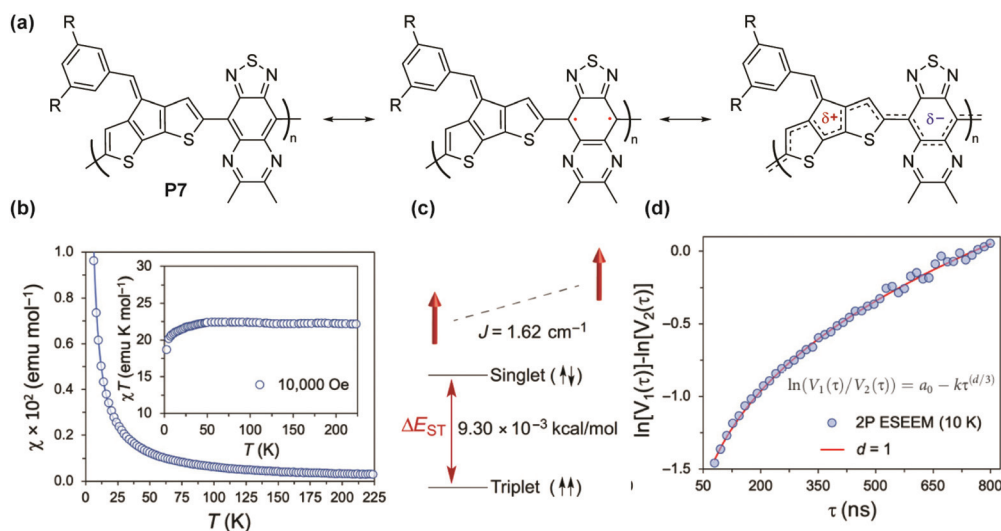 (a)
R
R
S
N
N
S
S
N
N
n
P7
R
R
S
N
N
S
S
N
N
n
R
R
S
N
N
δ+
δ−
S
S
N
N
n
(b)
χ × 10² (emu mol⁻¹)
1.0
0.8
0.6
0.4
0.2
0.0
0 25 50 75 100 125 150 175 200 225
T (K)
χT (emu K mol⁻¹)
30
25
20
15
10
0 50 100 150 200
T (K)
10,000 Oe
(c)
J = 1.62 cm⁻¹
Singlet (↑↓)
ΔE_ST
9.30 × 10⁻³ kcal/mol
Triplet (↑↑)
(d)
ln[V₁(τ)]-ln[V₂(τ)]
0.0
−0.5
−1.0
−1.5
50 200 350 500 650 800
τ (ns)
ln(V₁(τ)/V₂(τ)) = a₀ − kτ^(d/3)
2P ESEEM (10 K)
d = 1